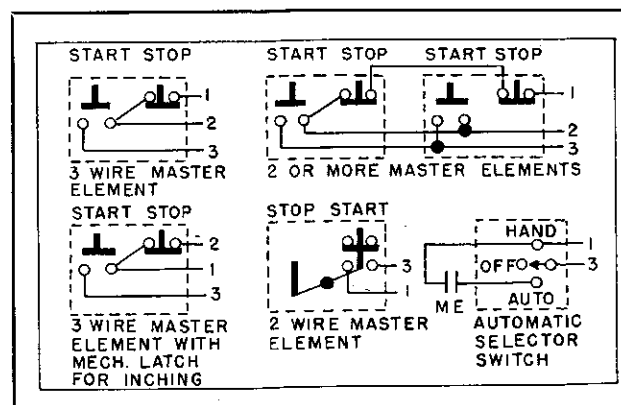 START STOP
1
2
3
3 WIRE MASTER
ELEMENT
START STOP
START STOP
1
2
3
2 OR MORE MASTER ELEMENTS
START STOP
2
1
3
3 WIRE MASTER
ELEMENT WITH
MECH. LATCH
FOR INCHING
STOP START
3
1
2 WIRE MASTER
ELEMENT
ME
HAND
1
OFF
3
AUTO
AUTOMATIC
SELECTOR
SWITCH